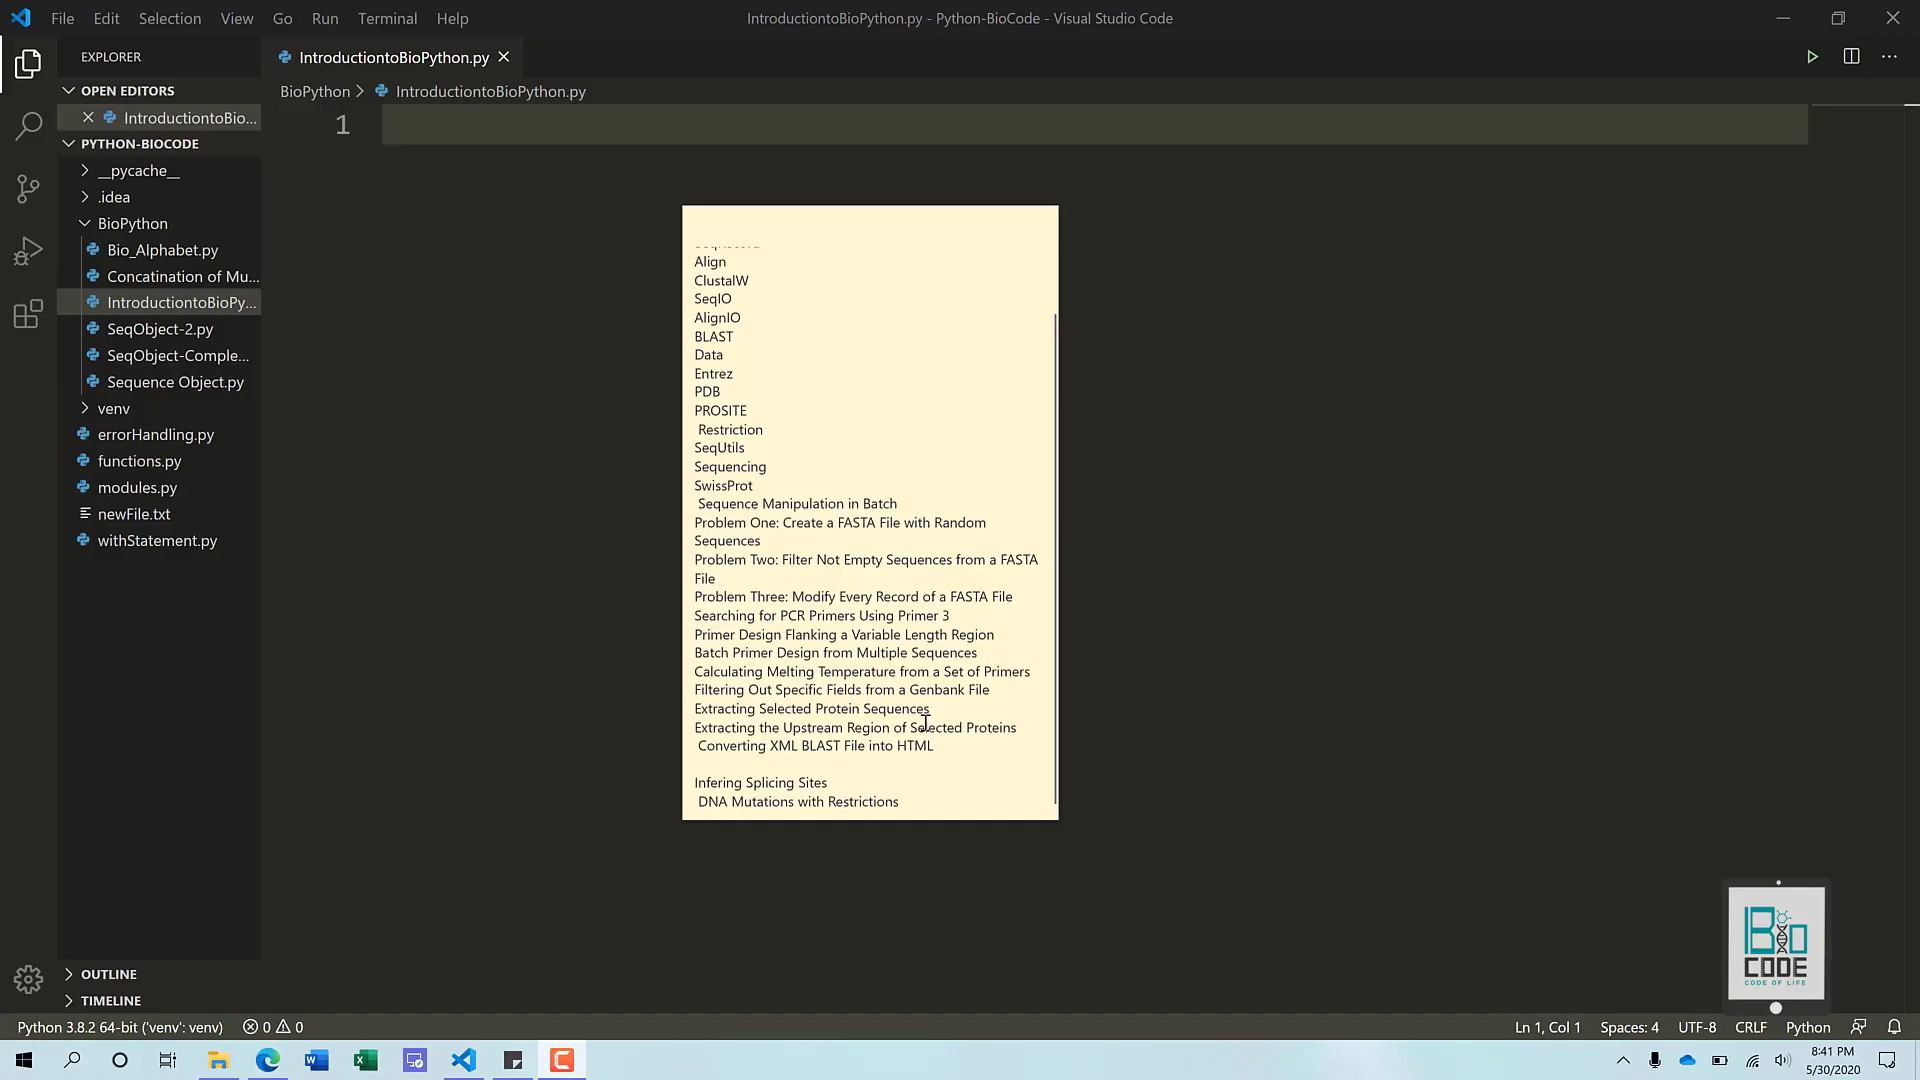 File Edit Selection View Go Run Terminal Help
IntroductiontoBioPython.py - Python-BioCode - Visual Studio Code
EXPLORER
IntroductiontoBioPython.py
OPEN EDITORS
BioPython > IntroductiontoBioPython.py
IntroductiontoBio...
1
PYTHON-BIOCODE
__pycache__
.idea
BioPython
Bio_Alphabet.py
Concatination of Mu...
IntroductiontoBioPy...
SeqObject-2.py
SeqObject-Comple...
Sequence Object.py
venv
errorHandling.py
functions.py
modules.py
newFile.txt
withStatement.py
Align
ClustalW
SeqIO
AlignIO
BLAST
Data
Entrez
PDB
PROSITE
Restriction
SeqUtils
Sequencing
SwissProt
Sequence Manipulation in Batch
Problem One: Create a FASTA File with Random
Sequences
Problem Two: Filter Not Empty Sequences from a FASTA
File
Problem Three: Modify Every Record of a FASTA File
Searching for PCR Primers Using Primer 3
Primer Design Flanking a Variable Length Region
Batch Primer Design from Multiple Sequences
Calculating Melting Temperature from a Set of Primers
Filtering Out Specific Fields from a Genbank File
Extracting Selected Protein Sequences
Extracting the Upstream Region of Selected Proteins
Converting XML BLAST File into HTML
Infering Splicing Sites
DNA Mutations with Restrictions
BiO
CODE
CODE OF LIFE
OUTLINE
TIMELINE
Python 3.8.2 64-bit ('venv': venv) 0 0
Ln 1, Col 1 Spaces: 4 UTF-8 CRLF Python
8:41 PM
5/30/2020